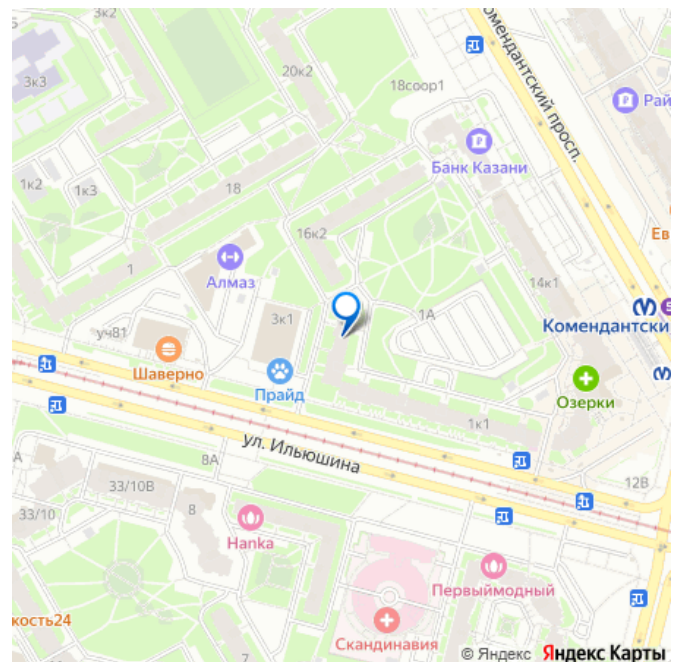 3к2
Комендантский просп.
3к3
20к2
18соор1
Рай
Банк Казани
1к2
1к3
18
16к2
Ев
1
Алмаз
14к1
уч81
3к1
1А
Комендантски
Шаверно
Прайд
Озерки
ул. Ильюшина
1к1
8А
33/10В
12В
33/10
8
Hanka
Первыймодный
кость24
7
Скандинавия
© Яндекс Яндекс Карты